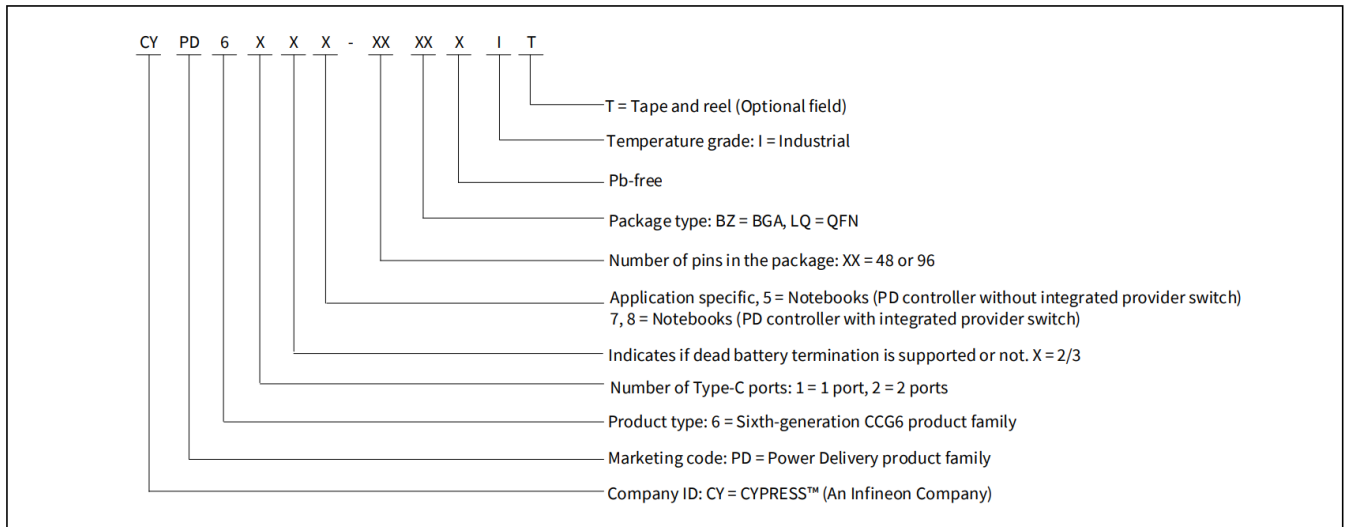 CY PD 6 X X X - XX XX X I T
T = Tape and reel (Optional field)
Temperature grade: I = Industrial
Pb-free
Package type: BZ = BGA, LQ = QFN
Number of pins in the package: XX = 48 or 96
Application specific, 5 = Notebooks (PD controller without integrated provider switch)
7, 8 = Notebooks (PD controller with integrated provider switch)
Indicates if dead battery termination is supported or not. X = 2/3
Number of Type-C ports: 1 = 1 port, 2 = 2 ports
Product type: 6 = Sixth-generation CCG6 product family
Marketing code: PD = Power Delivery product family
Company ID: CY = CYPRESS™ (An Infineon Company)